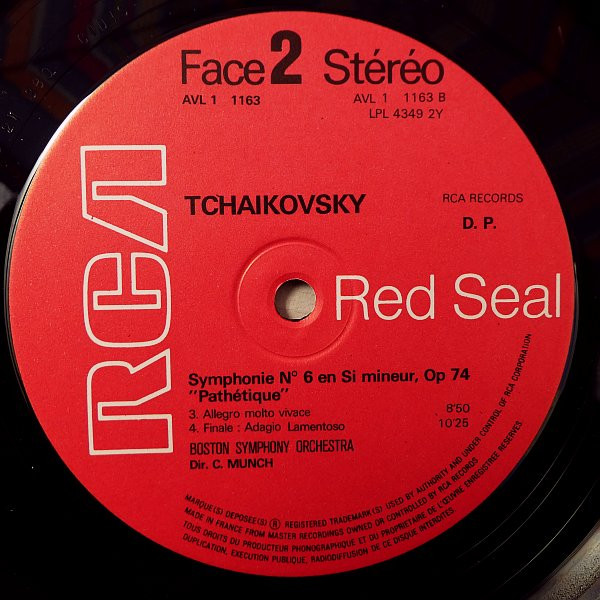 Face 2 Stéréo
AVL 1 1163
AVL 1 1163 B
LPL 4349 2Y
RCA
TCHAIKOVSKY
RCA RECORDS
D. P.
Red Seal
Symphonie N° 6 en Si mineur, Op 74
"Pathétique"
3. Allegro molto vivace 8'50
4. Finale : Adagio Lamentoso 10'25
BOSTON SYMPHONY ORCHESTRA
Dir. C. MUNCH
MARQUE(S) DEPOSEE(S) ® REGISTERED TRADEMARK(S) USED BY AUTHORITY AND UNDER CONTROL OF RCA CORPORATION
MADE IN FRANCE FROM MASTER RECORDINGS OWNED OR CONTROLLED BY RCA RECORDS
TOUS DROITS DU PRODUCTEUR PHONOGRAPHIQUE ET DU PROPRIETAIRE DE L'ŒUVRE ENREGISTREE RESERVES.
DUPLICATION, EXECUTION PUBLIQUE, RADIODIFFUSION DE CE DISQUE INTERDITES